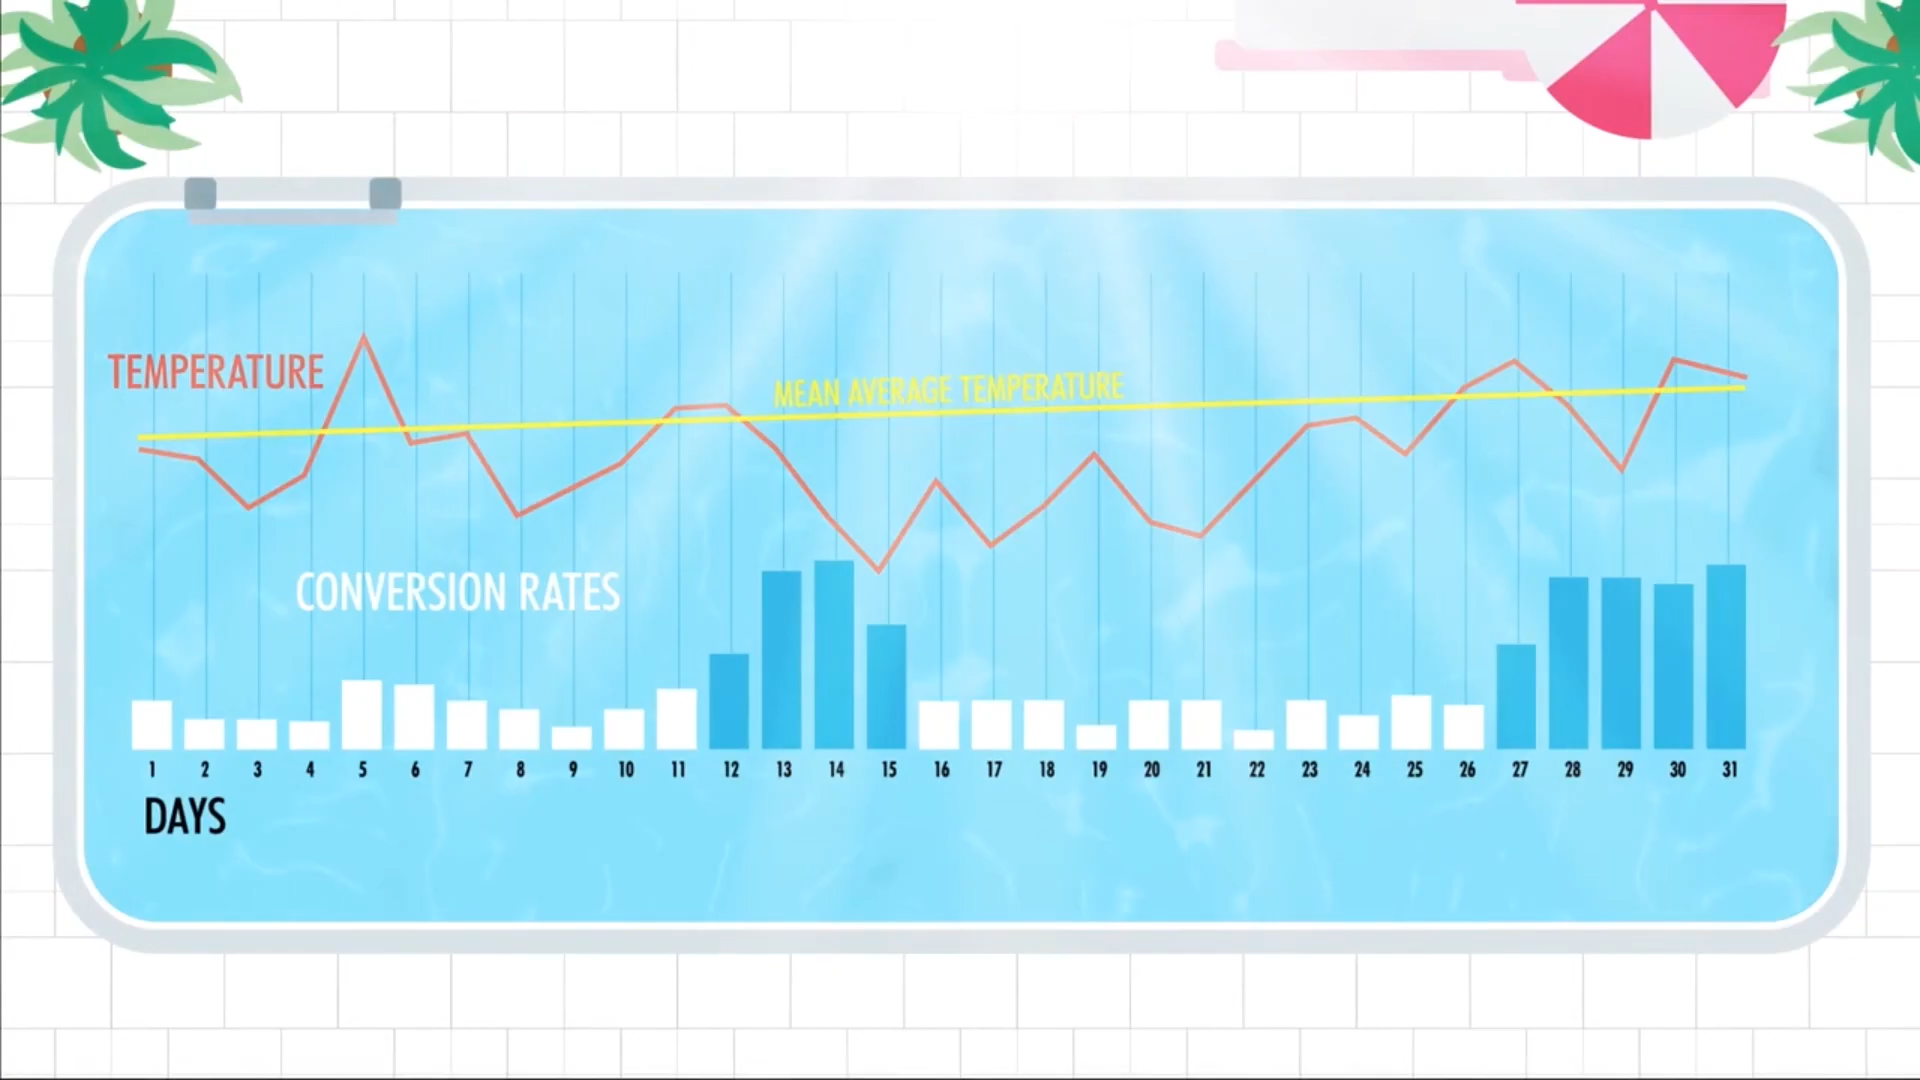 TEMPERATURE
MEAN AVERAGE TEMPERATURE
CONVERSION RATES
1 2 3 4 5 6 7 8 9 10 11 12 13 14 15 16 17 18 19 20 21 22 23 24 25 26 27 28 29 30 31
DAYS